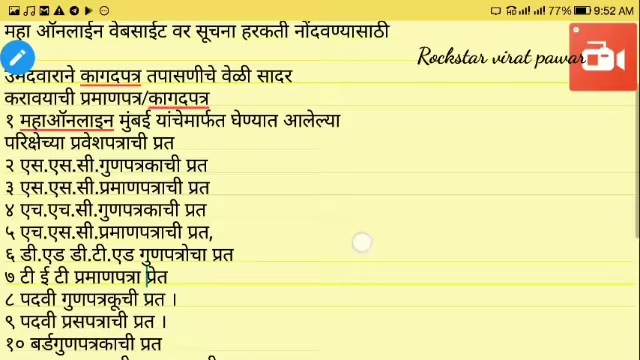 77% 9:52 AM
महा ऑनलाईन वेबसाईट वर सूचना हरकती नोंदवण्यासाठी
Rockstar virat pawar
उमेदवाराने कागदपत्र तपासणीचे वेळी सादर
करावयाची प्रमाणपत्र/कागदपत्र
१ महाऑनलाइन मुंबई यांचेमार्फत घेण्यात आलेल्या
परिक्षेच्या प्रवेशपत्राची प्रत
२ एस.एस.सी.गुणपत्रकाची प्रत
३ एस.एस.सी.प्रमाणपत्राची प्रत
४ एच.एच.सी.गुणपत्रकाची प्रत
५ एच.एस.सी.प्रमाणपत्राची प्रत,
६ डी.एड डी.टी.एड गुणपत्रोचा प्रत
७ टी ई टी प्रमाणपत्रा प्रेत
८ पदवी गुणपत्रकूची प्रत ।
९ पदवी प्रसपत्राची प्रत ।
१० बर्डगुणपत्रकाची प्रत